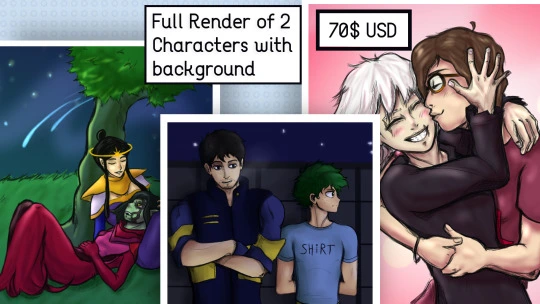 Full Render of 2
Characters with
background
70$ USD
SHiRT